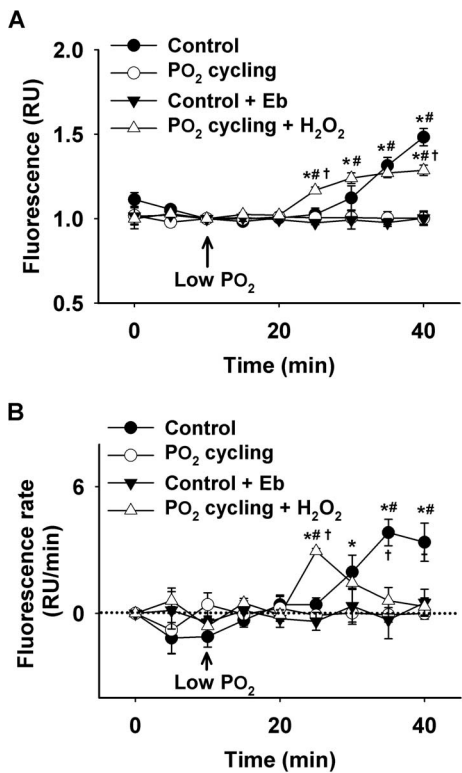 A
2.0
Control
PO2 cycling
Control + Eb
PO2 cycling + H2O2
1.5
1.0
0.5
Fluorescence (RU)
*#
*#
*#† *# *#†
Low PO2
0 20 40
Time (min)
B
Control
PO2 cycling
Control + Eb
PO2 cycling + H2O2
6
0
Fluorescence rate
(RU/min)
*#† * *# *#
†
Low PO2
0 20 40
Time (min)